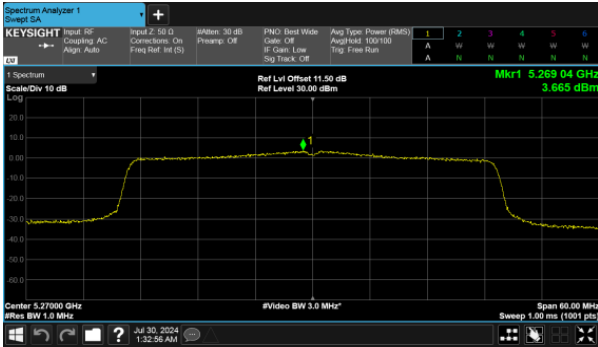 Spectrum Analyzer 1
Swept SA
+
KEYSIGHT Input: RF Input Z: 50 Ω #Atten: 30 dB PNO: Best Wide Avg Type: Power (RMS) 1 2 3 4 5 6
Coupling: AC Corrections: On Preamp: Off Gate: Off Avg|Hold: 100/100 A W W W W W
Align: Auto Freq Ref: Int (S) IF Gain: Low Trig: Free Run
Sig Track: Off A N N N N N
LXI
1 Spectrum
Ref Lvl Offset 11.50 dB Mkr1 5.269 04 GHz
Scale/Div 10 dB Ref Level 30.00 dBm 3.665 dBm
Log
20.0
10.0
1
0.00
-10.0
-20.0
-30.0
-40.0
-50.0
-60.0
Center 5.27000 GHz #Video BW 3.0 MHz* Span 60.00 MHz
#Res BW 1.0 MHz Sweep 1.00 ms (1001 pts)
? Jul 30, 2024
1:32:56 AM